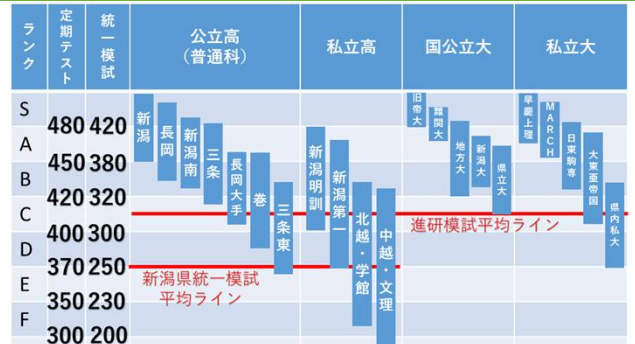 ランク
定期テスト
統一模試
公立高
(普通科)
私立高
国公立大
私立大
S
A
B
C
D
E
F
480 420
450 380
420 320
400 300
370 250
350 230
300 200
新潟
長岡
新潟南
三条
長岡大手
巻
三条東
新潟明訓
新潟第一
北越・学館
中越・文理
旧帝大
難関大
地方大
新潟大
県立大
早慶上理
MARCH
日東駒専
大東亜帝国
県内私大
進研模試平均ライン
新潟県統一模試
平均ライン